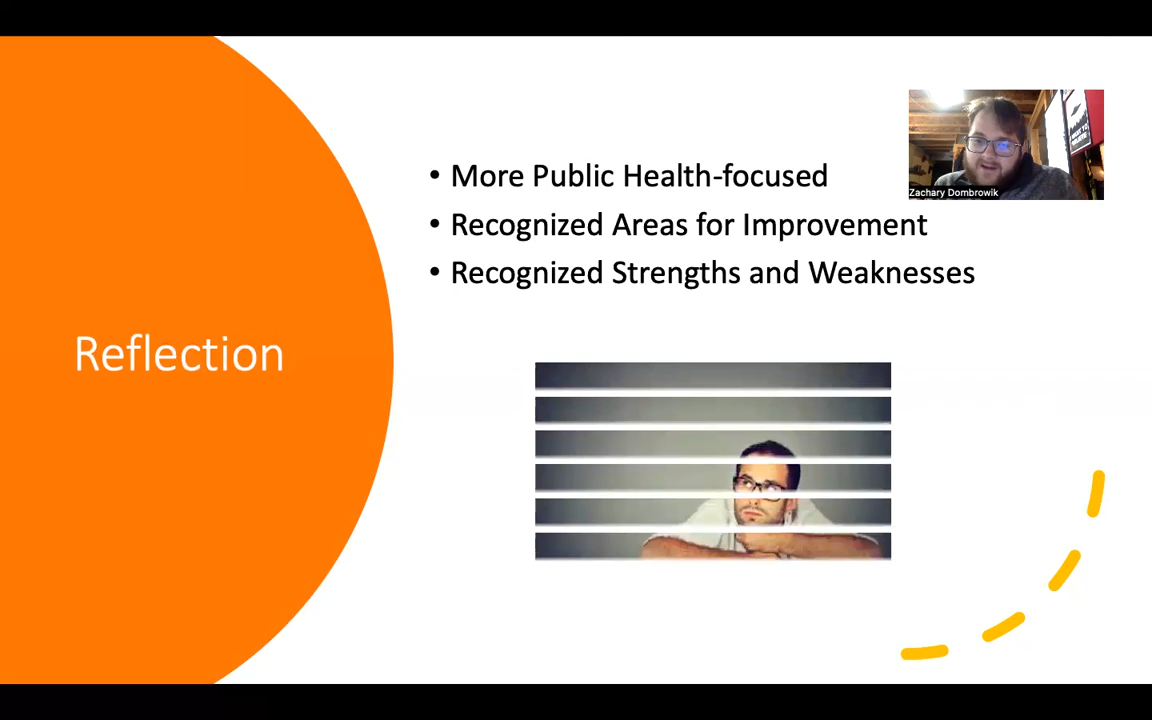 • More Public Health-focused
Zachary Dombrowik
• Recognized Areas for Improvement
• Recognized Strengths and Weaknesses
Reflection